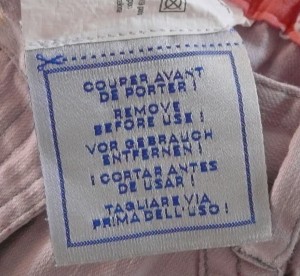 COUPER AVANT
DE PORTER !
REMOVE
BEFORE USE !
VOR GEBRAUCH
ENTFERNEN !
¡ CORTAR ANTES
DE USAR !
TAGLIARE VIA
PRIMA DELL'USO !